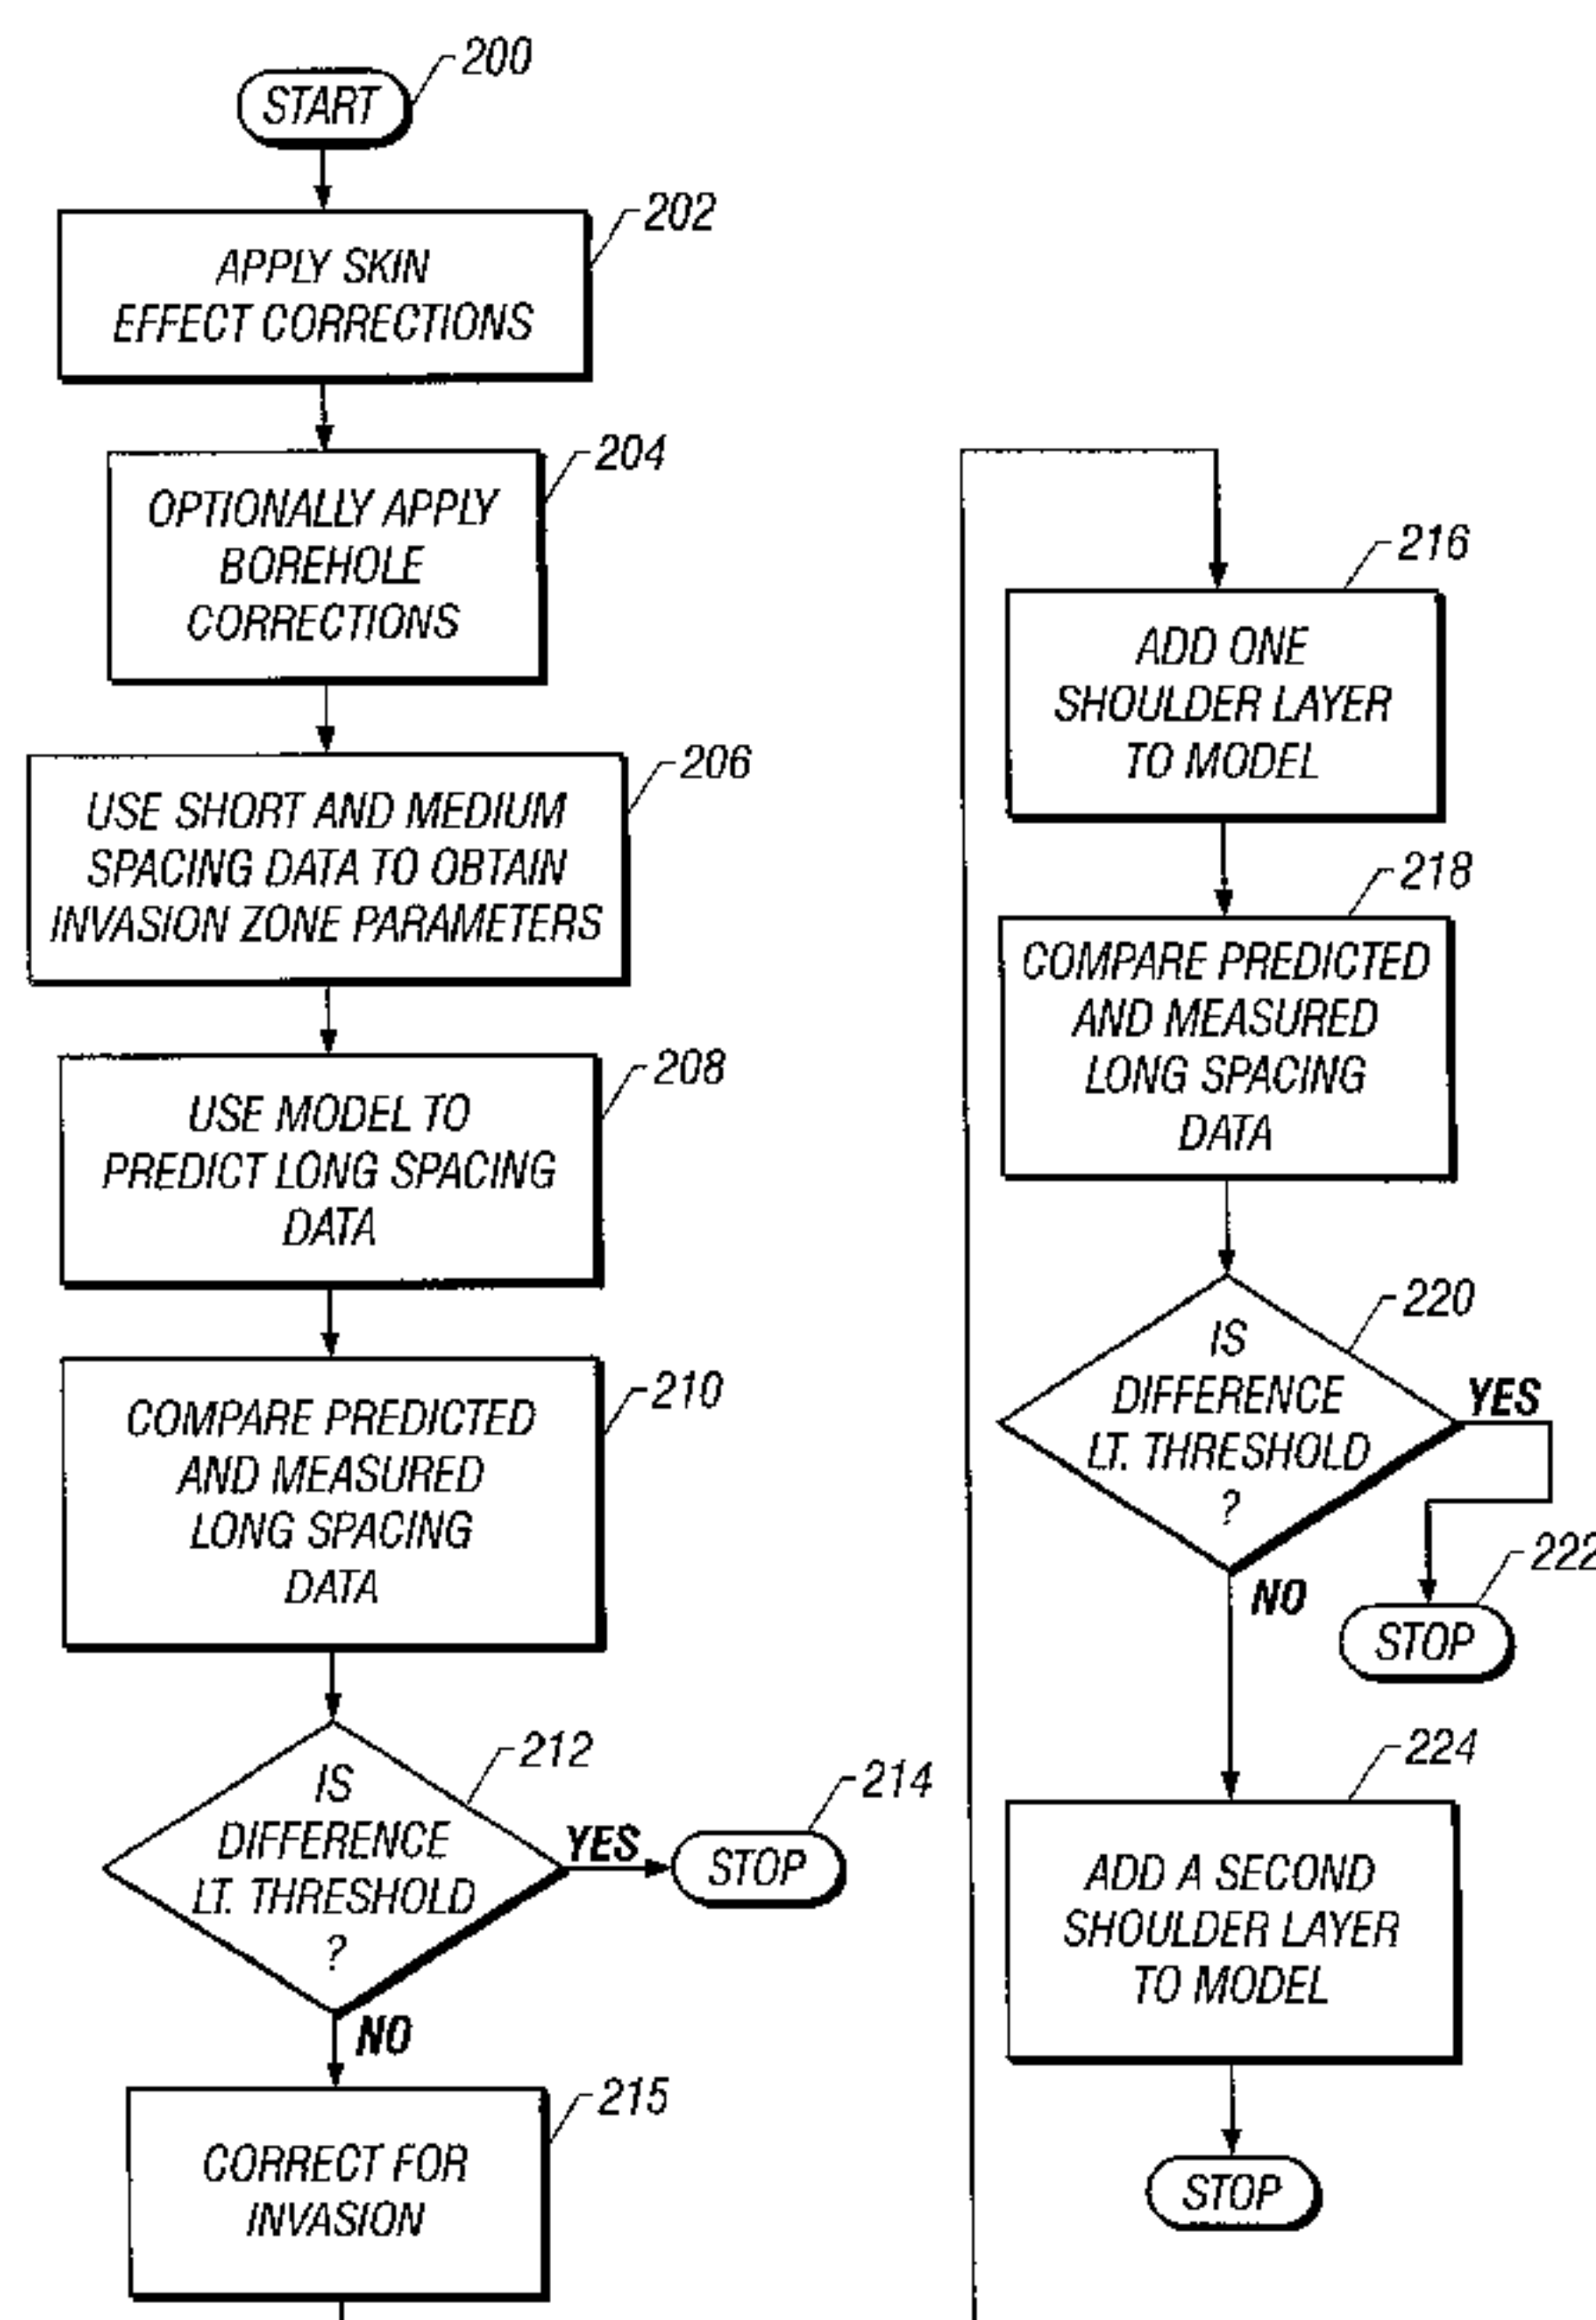 START
200
APPLY SKIN
EFFECT CORRECTIONS
202
OPTIONALLY APPLY
BOREHOLE
CORRECTIONS
204
USE SHORT AND MEDIUM
SPACING DATA TO OBTAIN
INVASION ZONE PARAMETERS
206
USE MODEL TO
PREDICT LONG SPACING
DATA
208
COMPARE PREDICTED
AND MEASURED
LONG SPACING
DATA
210
IS
DIFFERENCE
LT. THRESHOLD
?
212
YES
STOP
214
NO
CORRECT FOR
INVASION
215
ADD ONE
SHOULDER LAYER
TO MODEL
216
COMPARE PREDICTED
AND MEASURED
LONG SPACING
DATA
218
IS
DIFFERENCE
LT. THRESHOLD
?
220
YES
STOP
222
NO
ADD A SECOND
SHOULDER LAYER
TO MODEL
224
STOP